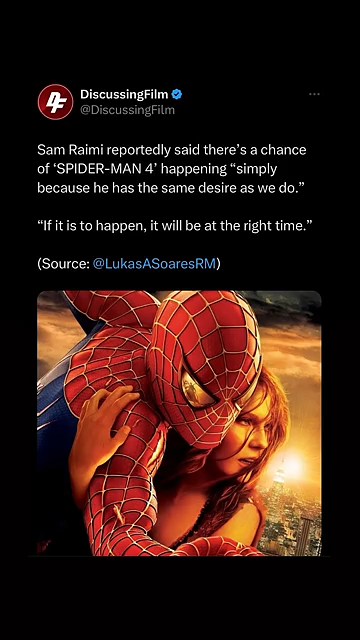 DiscussingFilm
@DiscussingFilm
Sam Raimi reportedly said there's a chance
of ‘SPIDER-MAN 4’ happening “simply
because he has the same desire as we do.”
“If it is to happen, it will be at the right time.”
(Source: @LukasASoaresRM)